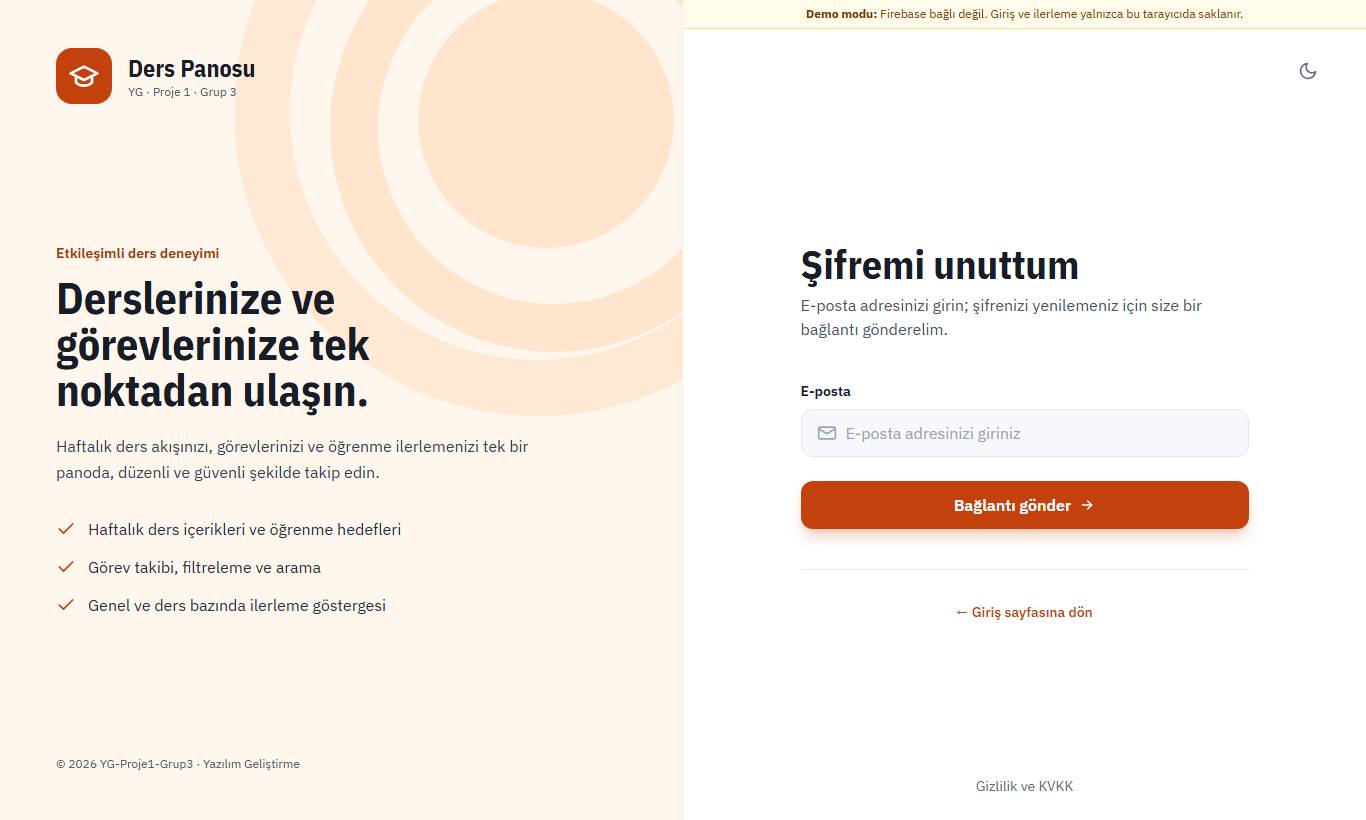 Ders Panosu
YG · Proje 1 · Grup 3
Etkileşimli ders deneyimi
Derslerinize ve
görevlerinize tek
noktadan ulaşın.
Haftalık ders akışınızı, görevlerinizi ve öğrenme ilerlemenizi tek bir
panoda, düzenli ve güvenli şekilde takip edin.
Haftalık ders içerikleri ve öğrenme hedefleri
Görev takibi, filtreleme ve arama
Genel ve ders bazında ilerleme göstergesi
© 2026 YG-Proje1-Grup3 · Yazılım Geliştirme
Demo modu: Firebase bağlı değil. Giriş ve ilerleme yalnızca bu tarayıcıda saklanır.
Şifremi unuttum
E-posta adresinizi girin; şifrenizi yenilemeniz için size bir
bağlantı gönderelim.
E-posta
E-posta adresinizi giriniz
Bağlantı gönder →
← Giriş sayfasına dön
Gizlilik ve KVKK